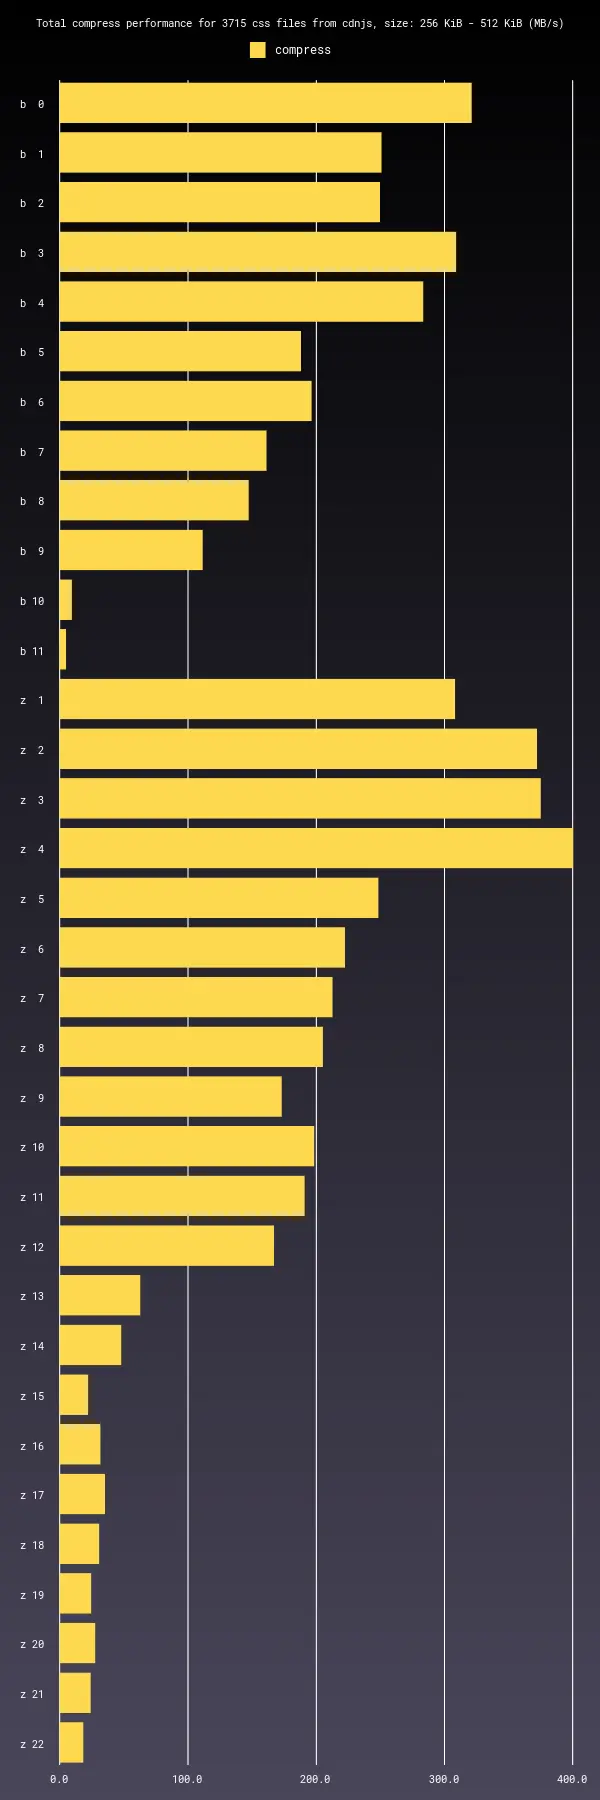 Total compress performance for 3715 css files from cdnjs, size: 256 KiB - 512 KiB (MB/s)
compress
b 0
b 1
b 2
b 3
b 4
b 5
b 6
b 7
b 8
b 9
b 10
b 11
z 1
z 2
z 3
z 4
z 5
z 6
z 7
z 8
z 9
z 10
z 11
z 12
z 13
z 14
z 15
z 16
z 17
z 18
z 19
z 20
z 21
z 22
0.0 100.0 200.0 300.0 400.0